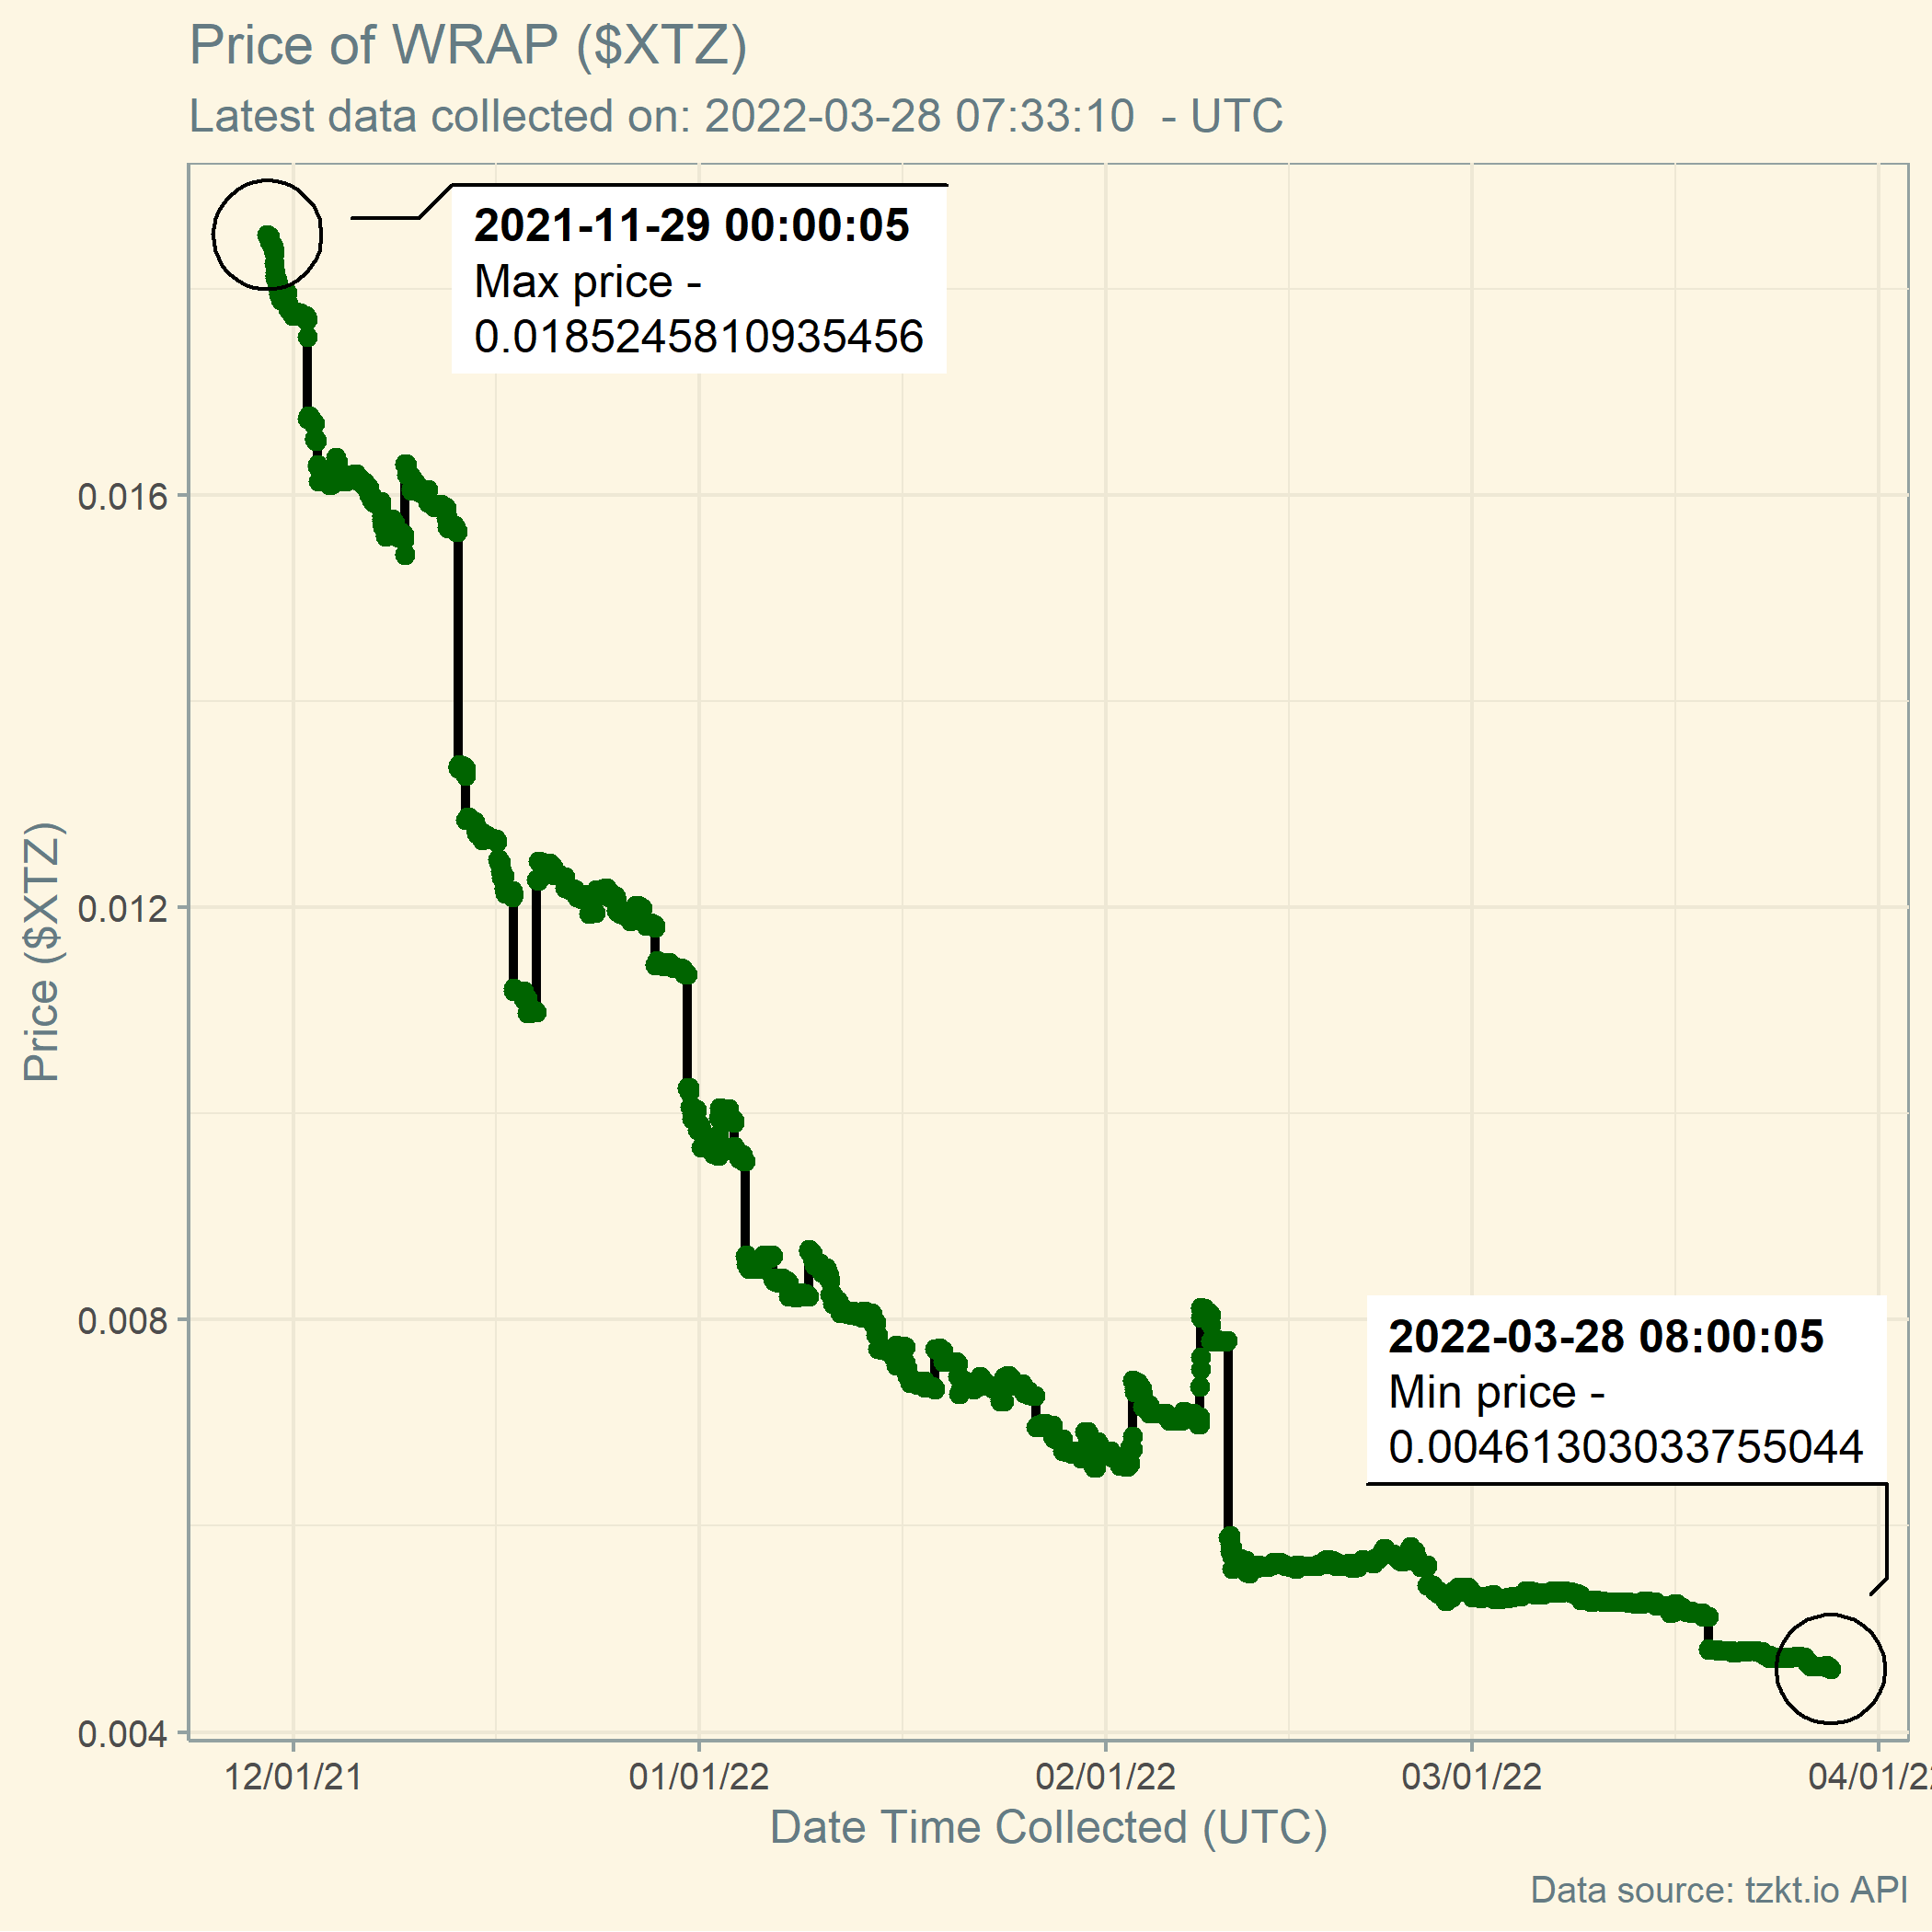 Price of WRAP ($XTZ)
Latest data collected on: 2022-03-28 07:33:10  - UTC
2021-11-29 00:00:05
Max price -
0.0185245810935456
0.016
0.012
0.008
0.004
Price ($XTZ)
2022-03-28 08:00:05
Min price -
0.00461303033755044
12/01/21
01/01/22
02/01/22
03/01/22
04/01/22
Date Time Collected (UTC)
Data source: tzkt.io API